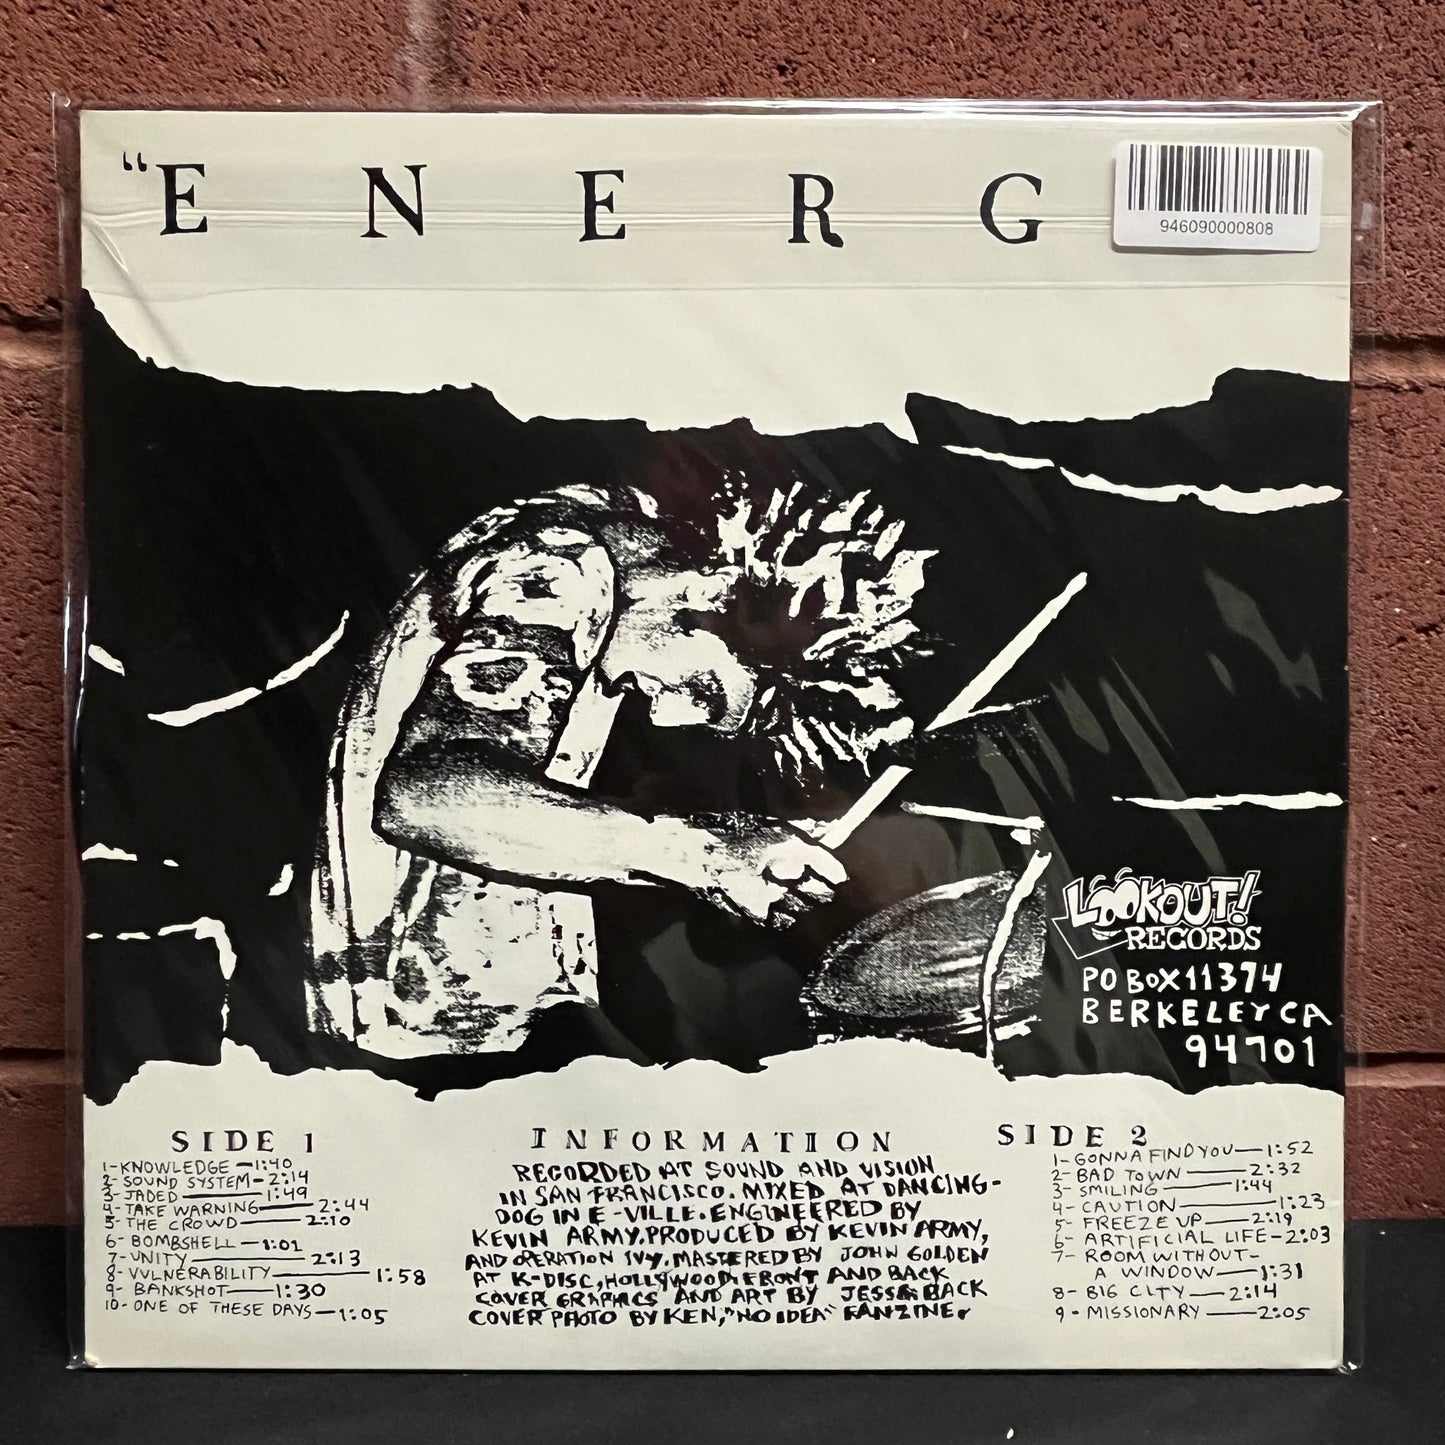 “ENERG
946090000808
LOOKOUT!
RECORDS
PO BOX 11374
BERKELEY CA
94701
SIDE 1
1-KNOWLEDGE—1:40
2-SOUND SYSTEM-2:14
3-JADED——1:49
4-TAKE WARNING——2:44
5-THE CROWD——2:10
6-BOMBSHELL—1:01
7-UNITY——2:13
8-VULNERABILITY——1:58
9-BANKSHOT——1:30
10-ONE OF THESE DAYS—1:05
INFORMATION
RECORDED AT SOUND AND VISION
IN SAN FRANCISCO. MIXED AT DANCING-
DOG IN E-VILLE. ENGINEERED BY
KEVIN ARMY. PRODUCED BY KEVIN ARMY,
AND OPERATION IVY. MASTERED BY JOHN GOLDEN
AT K-DISC, HOLLYWOOD. FRONT AND BACK
COVER GRAPHICS AND ART BY JESSE. BACK
COVER PHOTO BY KEN, "NO IDEA" FANZINE.
SIDE 2
1-GONNA FIND YOU——1:52
2-BAD TOWN——2:32
3-SMILING——1:44
4-CAUTION——1:23
5-FREEZE UP——2:19
6-ARTIFICIAL LIFE-2:03
7-ROOM WITHOUT-
A WINDOW——1:31
8-BIG CITY——2:14
9-MISSIONARY——2:05